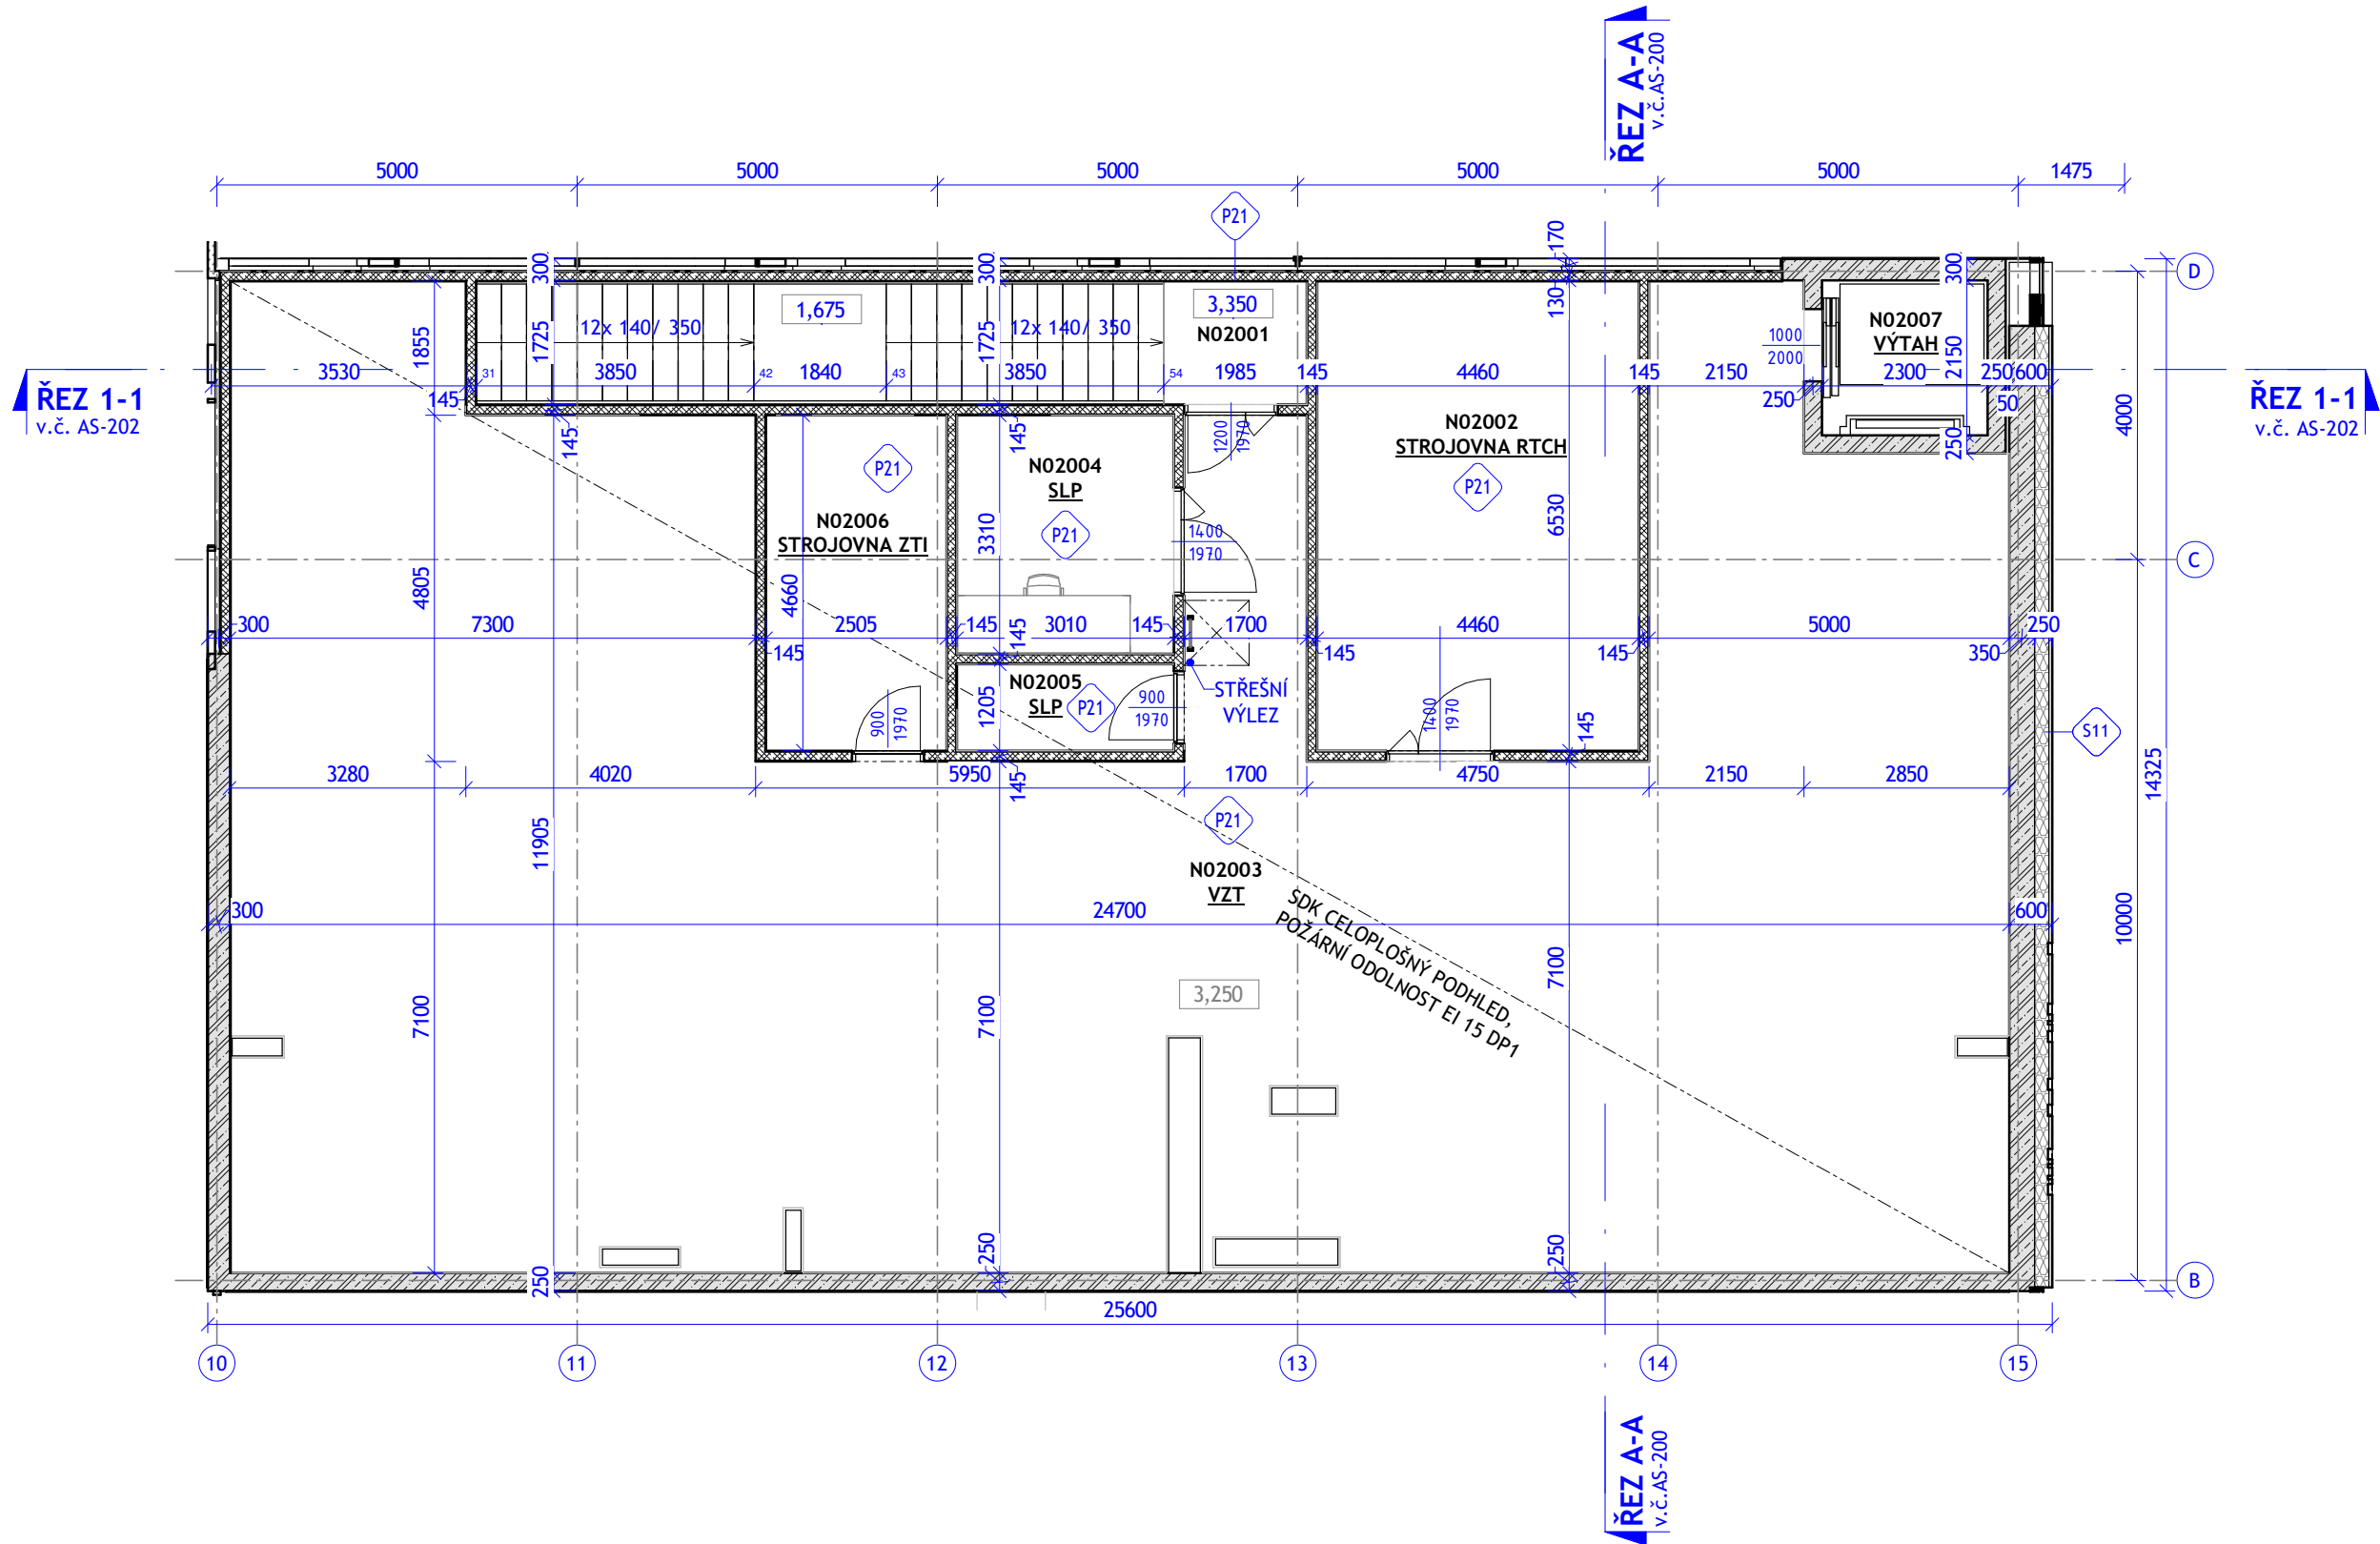 ŘEZ A-A
v.č.AS-200
5000
5000
5000
5000
5000
1475
P21
170
D
300
300
130
300
1,675
3,350
N02001
12x 140/ 350
12x 140/ 350
1855
1725
1725
1000
2000
N02007
VÝTAH
2150
ŘEZ 1-1
v.č. AS-202
3530
145
31
3850
42
1840
43
3850
54
1985
145
4460
145
2150
250
2300
250
600
50
ŘEZ 1-1
v.č. AS-202
4000
145
145
1200
1970
N02002
STROJOVNA RTCH
P21
250
P21
N02004
SLP
P21
N02006
STROJOVNA ZTI
3310
1400
1970
6530
C
4805
4660
300
7300
145
2505
145
145
3010
145
1700
145
4460
145
5000
350
250
STŘEŠNÍ
VÝLEZ
N02005
SLP
P21
1205
900
1970
900
1970
1400
1970
145
S11
14325
3280
4020
5950
145
1700
4750
2150
2850
P21
11905
N02003
VZT
300
24700
600
10000
SDK CELOPLOŠNÝ PODHLED,
POŽÁRNÍ ODOLNOST EI 15 DP1
3,250
7100
7100
7100
250
250
250
B
25600
10
11
12
13
14
15
ŘEZ A-A
v.č.AS-200